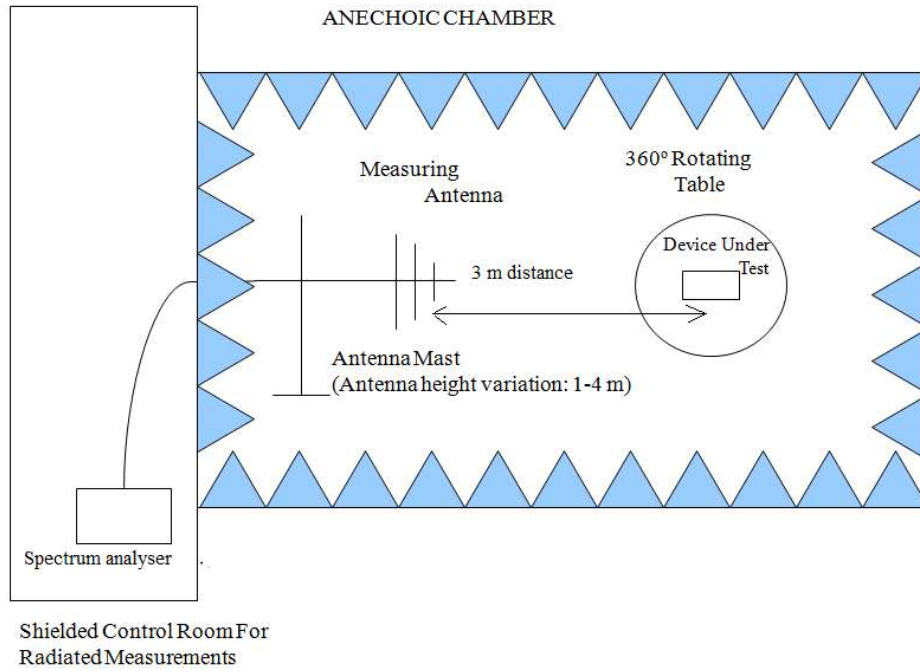 ANECHOIC CHAMBER
Measuring
Antenna
360º Rotating
Table
Device Under
Test
3 m distance
Antenna Mast
(Antenna height variation: 1-4 m)
Spectrum analyser
Shielded Control Room For
Radiated Measurements